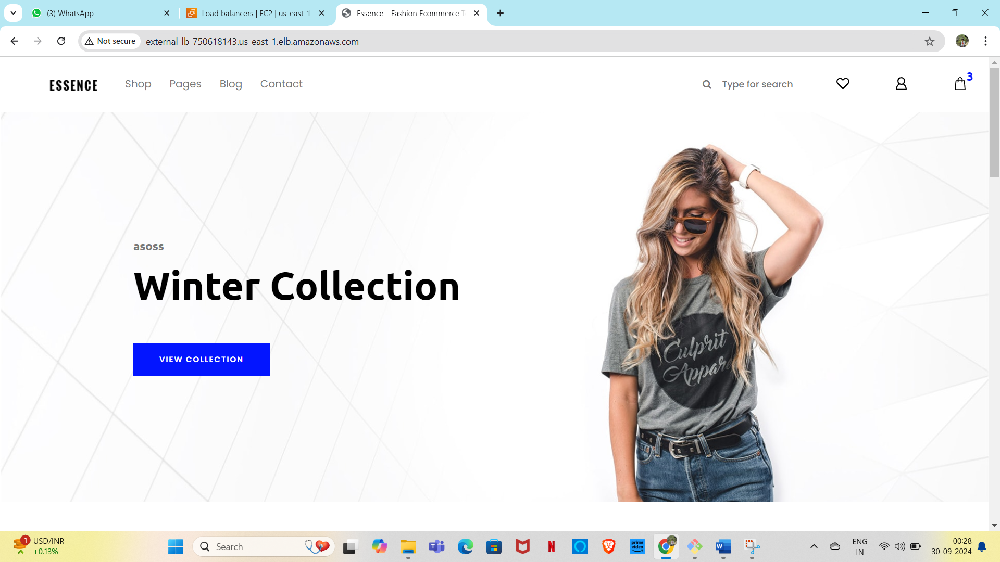 (3) WhatsApp
Load balancers | EC2 | us-east-1
Essence - Fashion Ecommerce T
Not secure
external-lb-750618143.us-east-1.elb.amazonaws.com
ESSENCE
Shop
Pages
Blog
Contact
Type for search
3
asoss
Winter Collection
VIEW COLLECTION
Culprit
Appare
1
USD/INR
+0.13%
Search
N
prime
video
W
ENG
IN
00:28
30-09-2024